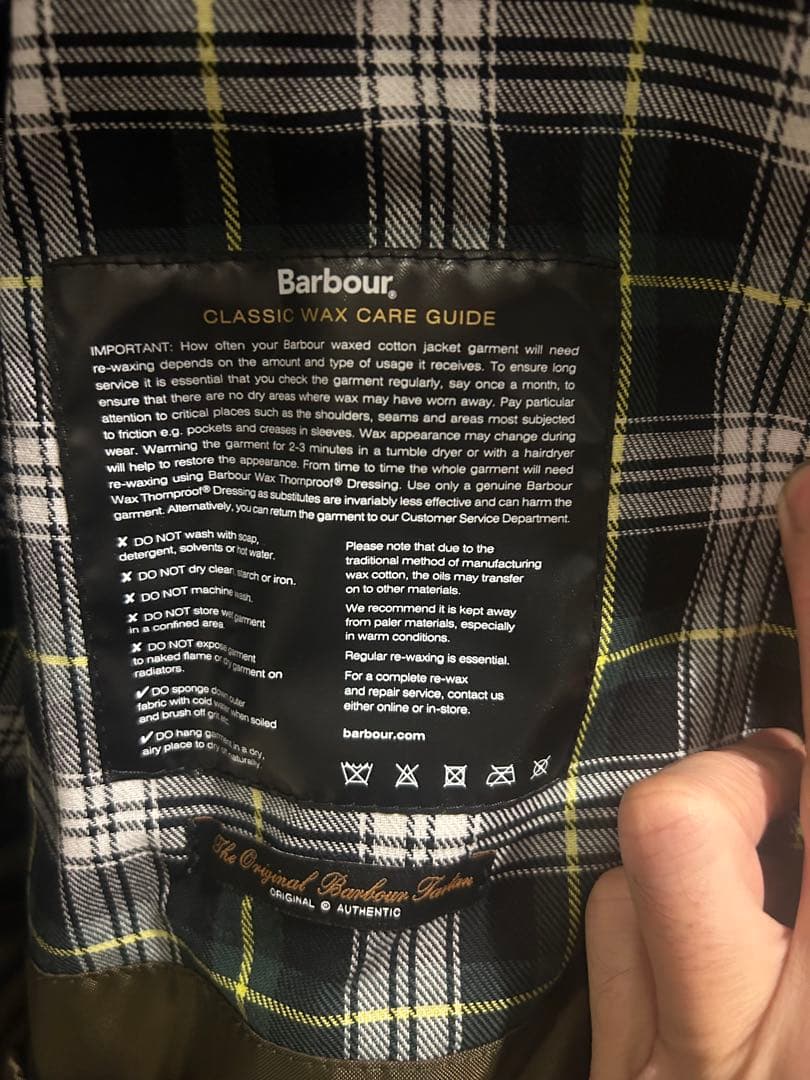 Barbour®
CLASSIC WAX CARE GUIDE
IMPORTANT: How often your Barbour waxed cotton jacket garment will need
re-waxing depends on the amount and type of usage it receives. To ensure long
service it is essential that you check the garment regularly, say once a month, to
ensure that there are no dry areas where wax may have worn away. Pay particular
attention to critical places such as the shoulders, seams and areas most subjected
to friction e.g. pockets and creases in sleeves. Wax appearance may change during
wear. Warming the garment for 2-3 minutes in a tumble dryer or with a hairdryer
will help to restore the appearance. From time to time the whole garment will need
re-waxing using Barbour Wax Thornproof® Dressing. Use only a genuine Barbour
Wax Thornproof® Dressing as substitutes are invariably less effective and can harm the
garment. Alternatively, you can return the garment to our Customer Service Department.
✘ DO NOT wash with soap,
detergent, solvents or hot water.
✘ DO NOT dry clean, starch or iron.
✘ DO NOT machine wash.
✘ DO NOT store wet garment
in a confined area
✘ DO NOT expose garment
to naked flame or dry garment on
radiators.
✔ DO sponge down outer
fabric with cold water when soiled
and brush off grit etc
✔ DO hang garment in a dry,
airy place to dry out naturally
Please note that due to the
traditional method of manufacturing
wax cotton, the oils may transfer
on to other materials.
We recommend it is kept away
from paler materials, especially
in warm conditions.
Regular re-waxing is essential.
For a complete re-wax
and repair service, contact us
either online or in-store.
barbour.com
The Original Barbour Tartan
ORIGINAL © AUTHENTIC